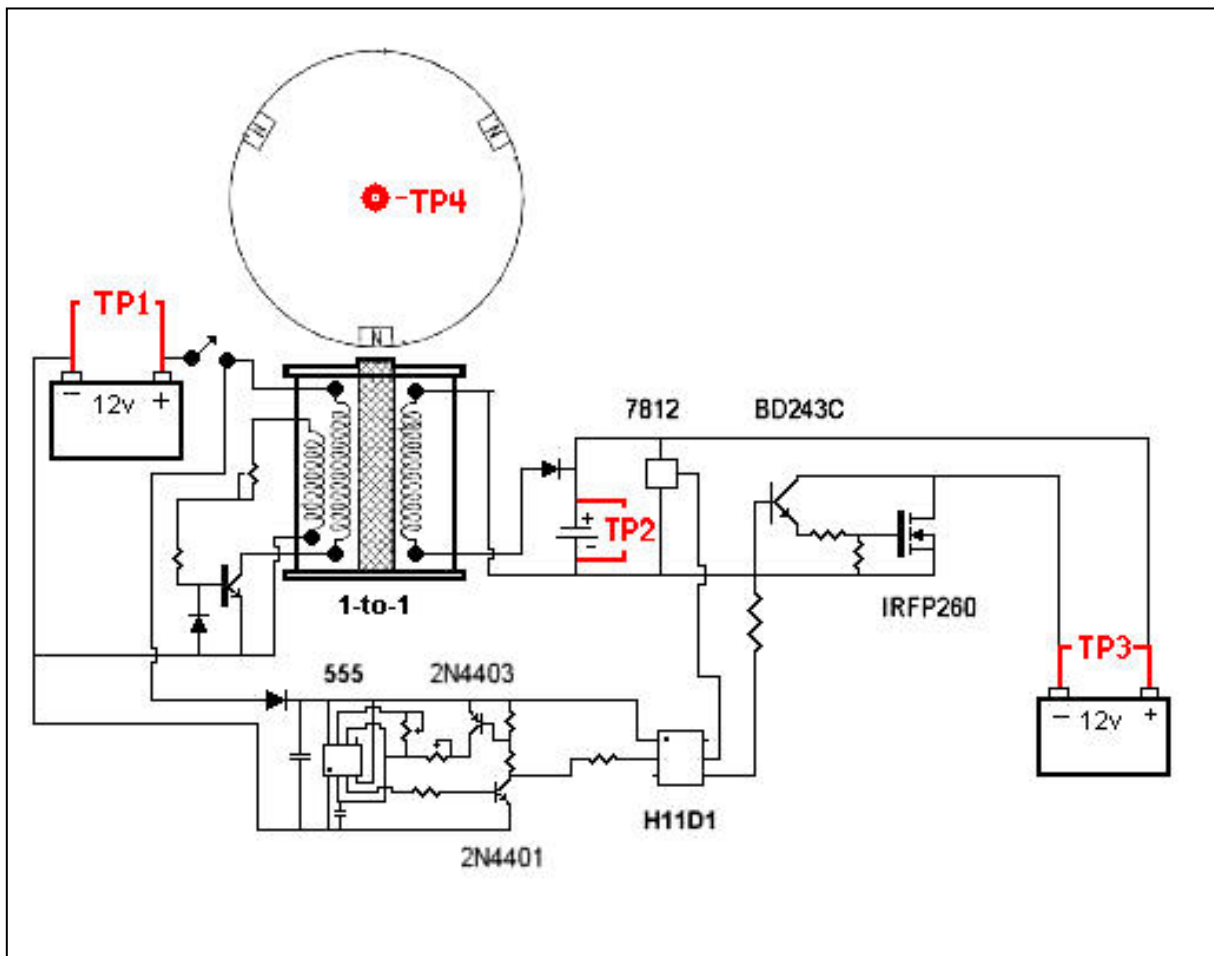 N
N
-TP4
TP1
N
- 12v +
7812
BD243C
+
TP2
-
1-to-1
IRFP260
TP3
- 12v +
555
2N4403
H11D1
2N4401